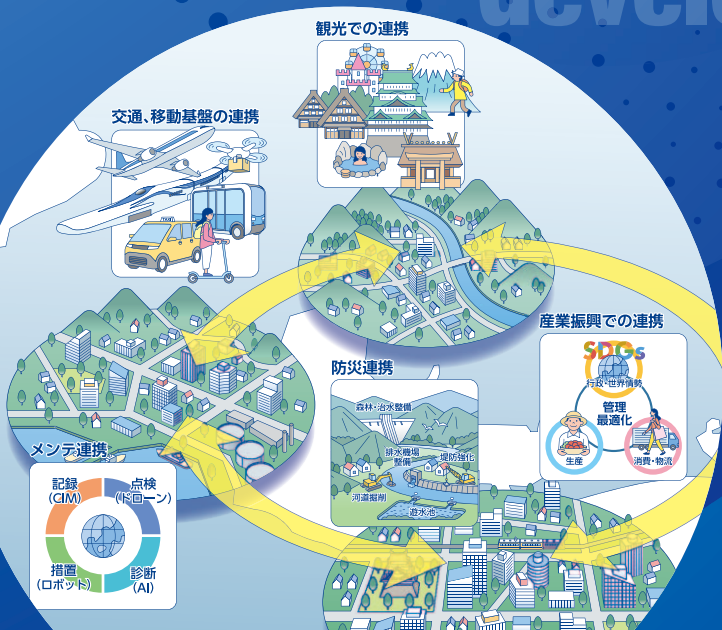 develo
観光での連携
交通、移動基盤の連携
TAXI
産業振興での連携
SDGs
行政・世界情勢
管理
最適化
生産
消費・物流
防災連携
森林・治水整備
排水機場
整備
堤防強化
河道掘削
遊水池
メンテ連携
記録
(CIM)
点検
(ドローン)
措置
(ロボット)
診断
(AI)